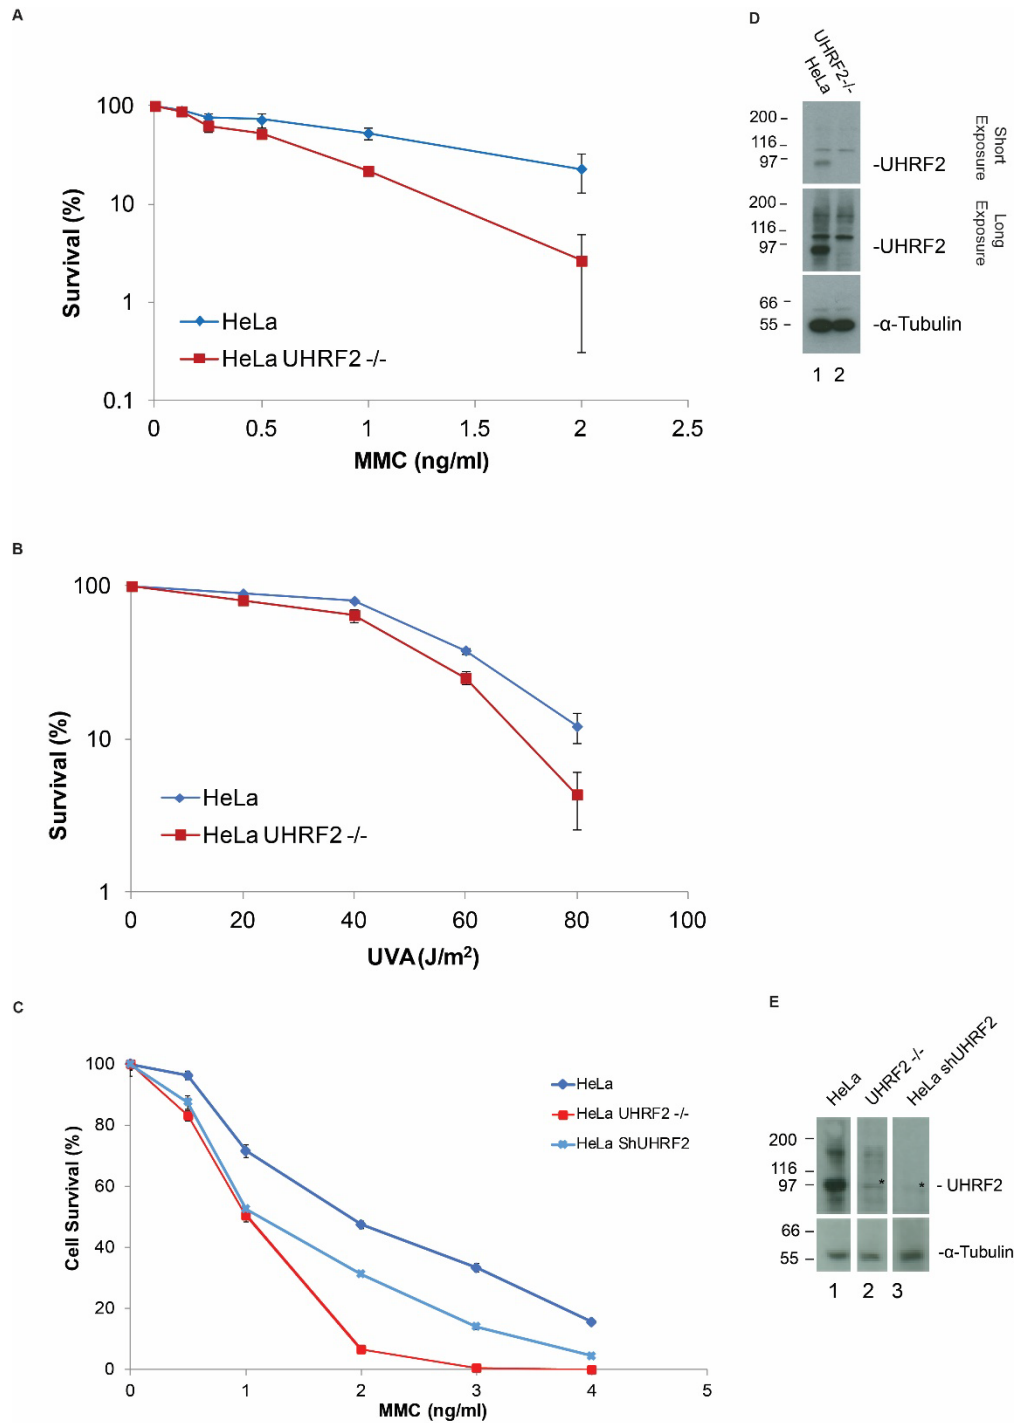 A
Survival (%)
100
10
1
0.1
HeLa
HeLa UHRF2 -/-
0 0.5 1 1.5 2 2.5
MMC (ng/ml)
D
HeLa
UHRF2-/-
200
116
97
-UHRF2
Short Exposure
200
116
97
-UHRF2
Long Exposure
66
55
-α-Tubulin
1 2
B
Survival (%)
100
10
1
HeLa
HeLa UHRF2 -/-
0 20 40 60 80 100
UVA (J/m²)
C
Cell Survival (%)
100
80
60
40
20
0
HeLa
HeLa UHRF2 -/-
HeLa ShUHRF2
0 1 2 3 4 5
MMC (ng/ml)
E
HeLa
UHRF2 -/-
HeLa shUHRF2
200
116
97
*
*
- UHRF2
66
55
-α-Tubulin
1 2 3